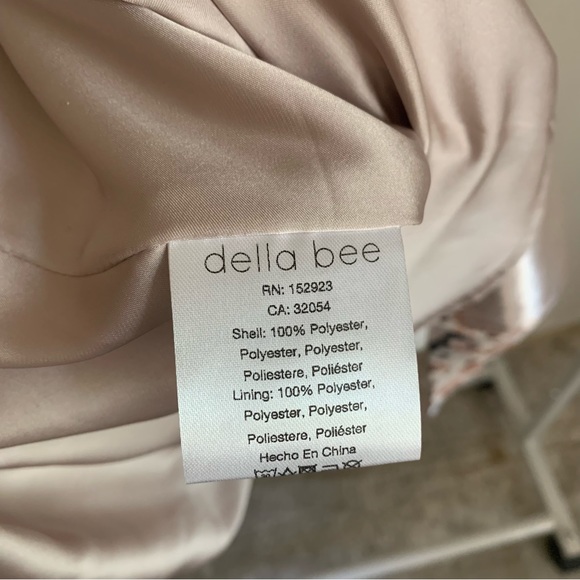 della bee
RN: 152923
CA: 32054
Shell: 100% Polyester,
Polyester, Polyester,
Poliestere, Poliéster
Lining: 100% Polyester,
Polyester, Polyester,
Poliestere, Poliéster
Hecho En China